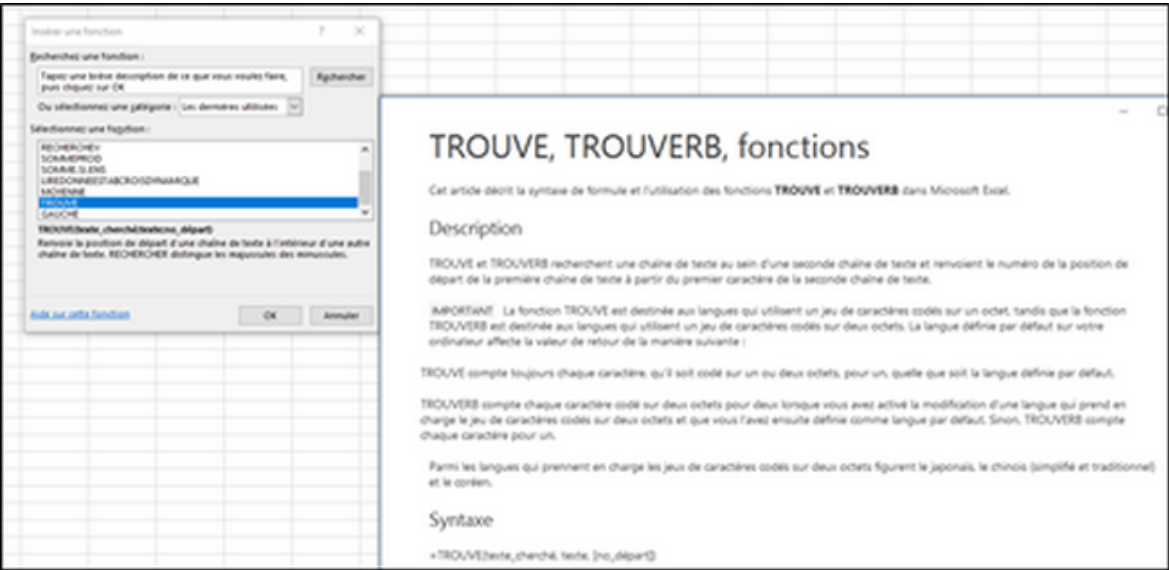 Insérer une fonction
? ×
Recherchez une fonction :
Tapez une brève description de ce que vous voulez faire,
puis cliquez sur OK
Rechercher
Ou sélectionnez une catégorie : Les dernières utilisées
Sélectionnez une fonction :
RECHERCHEV
SOMMEPROD
SOMME.SI.ENS
LIREDONNEESTABCROISDYNAMIQUE
MOYENNE
TROUVE
GAUCHE
TROUVE(texte_cherché;texte;no_départ)
Renvoie la position de départ d'une chaîne de texte à l'intérieur d'une autre
chaîne de texte. RECHERCHER distingue les majuscules des minuscules.
Aide sur cette fonction
OK
Annuler
TROUVE, TROUVERB, fonctions
Cet article décrit la syntaxe de formule et l'utilisation des fonctions TROUVE et TROUVERB dans Microsoft Excel.
Description
TROUVE et TROUVERB recherchent une chaîne de texte au sein d'une seconde chaîne de texte et renvoient le numéro de la position de
départ de la première chaîne de texte à partir du premier caractère de la seconde chaîne de texte.
IMPORTANT La fonction TROUVE est destinée aux langues qui utilisent un jeu de caractères codés sur un octet, tandis que la fonction
TROUVERB est destinée aux langues qui utilisent un jeu de caractères codés sur deux octets. La langue définie par défaut sur votre
ordinateur affecte la valeur de retour de la manière suivante :
TROUVE compte toujours chaque caractère, qu'il soit codé sur un ou deux octets, pour un, quelle que soit la langue définie par défaut.
TROUVERB compte chaque caractère codé sur deux octets pour deux lorsque vous avez activé la modification d'une langue qui prend en
charge le jeu de caractères codés sur deux octets et que vous l'avez ensuite définie comme langue par défaut. Sinon, TROUVERB compte
chaque caractère pour un.
Parmi les langues qui prennent en charge les jeux de caractères codés sur deux octets figurent le japonais, le chinois (simplifié et traditionnel)
et le coréen.
Syntaxe
=TROUVE(texte_cherché, texte, [no_départ])